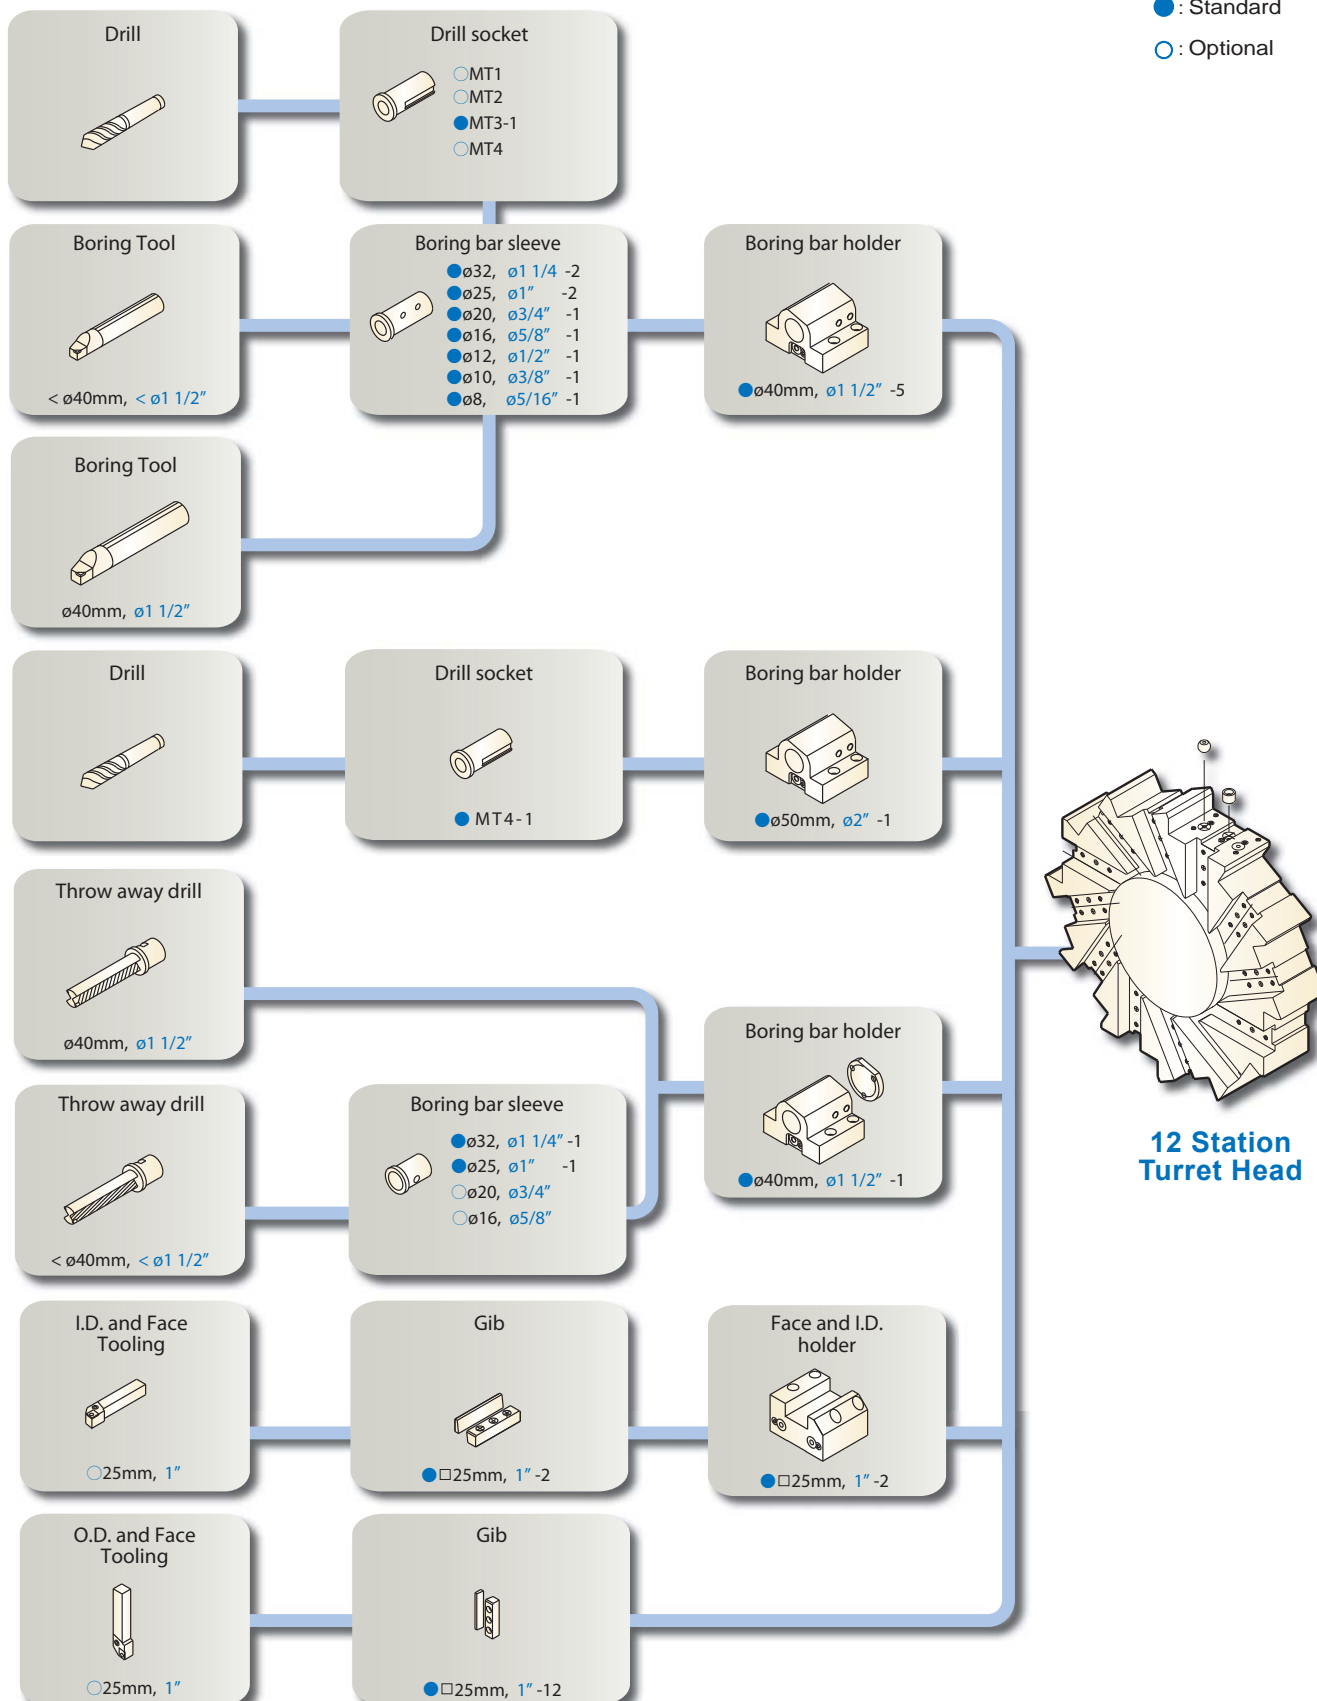 ● : Standard
○ : Optional
Drill
Drill socket
○MT1
○MT2
●MT3-1
○MT4
Boring Tool
< ø40mm, < ø1 1/2"
Boring bar sleeve
●ø32, ø1 1/4 -2
●ø25, ø1" -2
●ø20, ø3/4" -1
●ø16, ø5/8" -1
●ø12, ø1/2" -1
●ø10, ø3/8" -1
●ø8, ø5/16" -1
Boring bar holder
●ø40mm, ø1 1/2" -5
Boring Tool
ø40mm, ø1 1/2"
Drill
Drill socket
● MT4-1
Boring bar holder
●ø50mm, ø2" -1
Throw away drill
ø40mm, ø1 1/2"
Throw away drill
< ø40mm, < ø1 1/2"
Boring bar sleeve
●ø32, ø1 1/4" -1
●ø25, ø1" -1
○ø20, ø3/4"
○ø16, ø5/8"
Boring bar holder
●ø40mm, ø1 1/2" -1
12 Station
Turret Head
I.D. and Face
Tooling
○25mm, 1"
Gib
●□25mm, 1" -2
Face and I.D.
holder
●□25mm, 1" -2
O.D. and Face
Tooling
○25mm, 1"
Gib
●□25mm, 1" -12